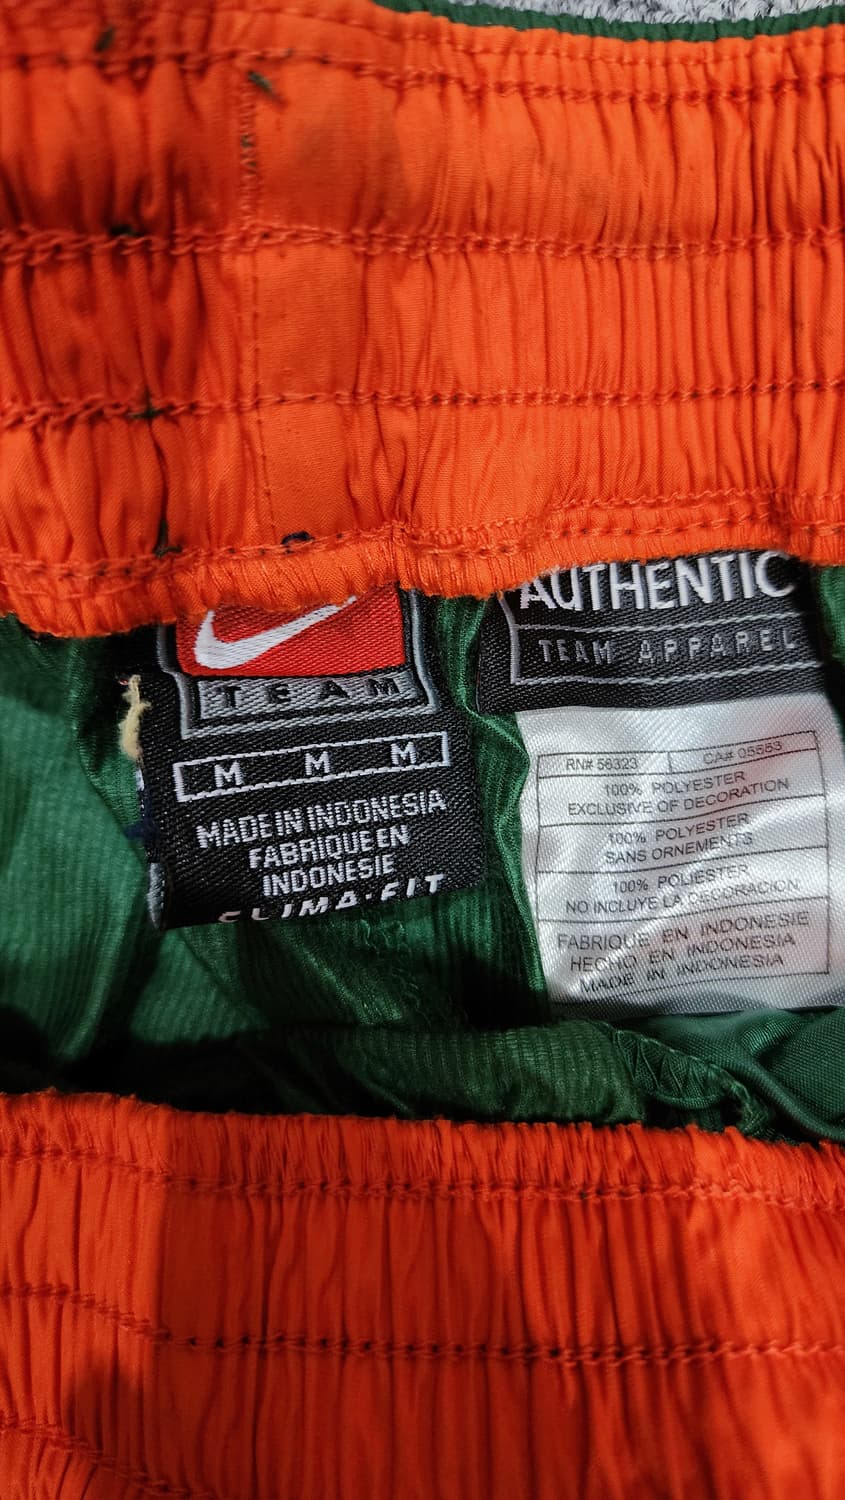 TEAM
M M M
MADE IN INDONESIA
FABRIQUE EN
INDONESIE
CLIMA·FIT
AUTHENTIC
TEAM APPAREL
RN# 56323 CA# 05553
100% POLYESTER
EXCLUSIVE OF DECORATION
100% POLYESTER
SANS ORNEMENTS
100% POLIESTER
NO INCLUYE LA DECORACION
FABRIQUE EN INDONESIE
HECHO EN INDONESIA
MADE IN INDONESIA